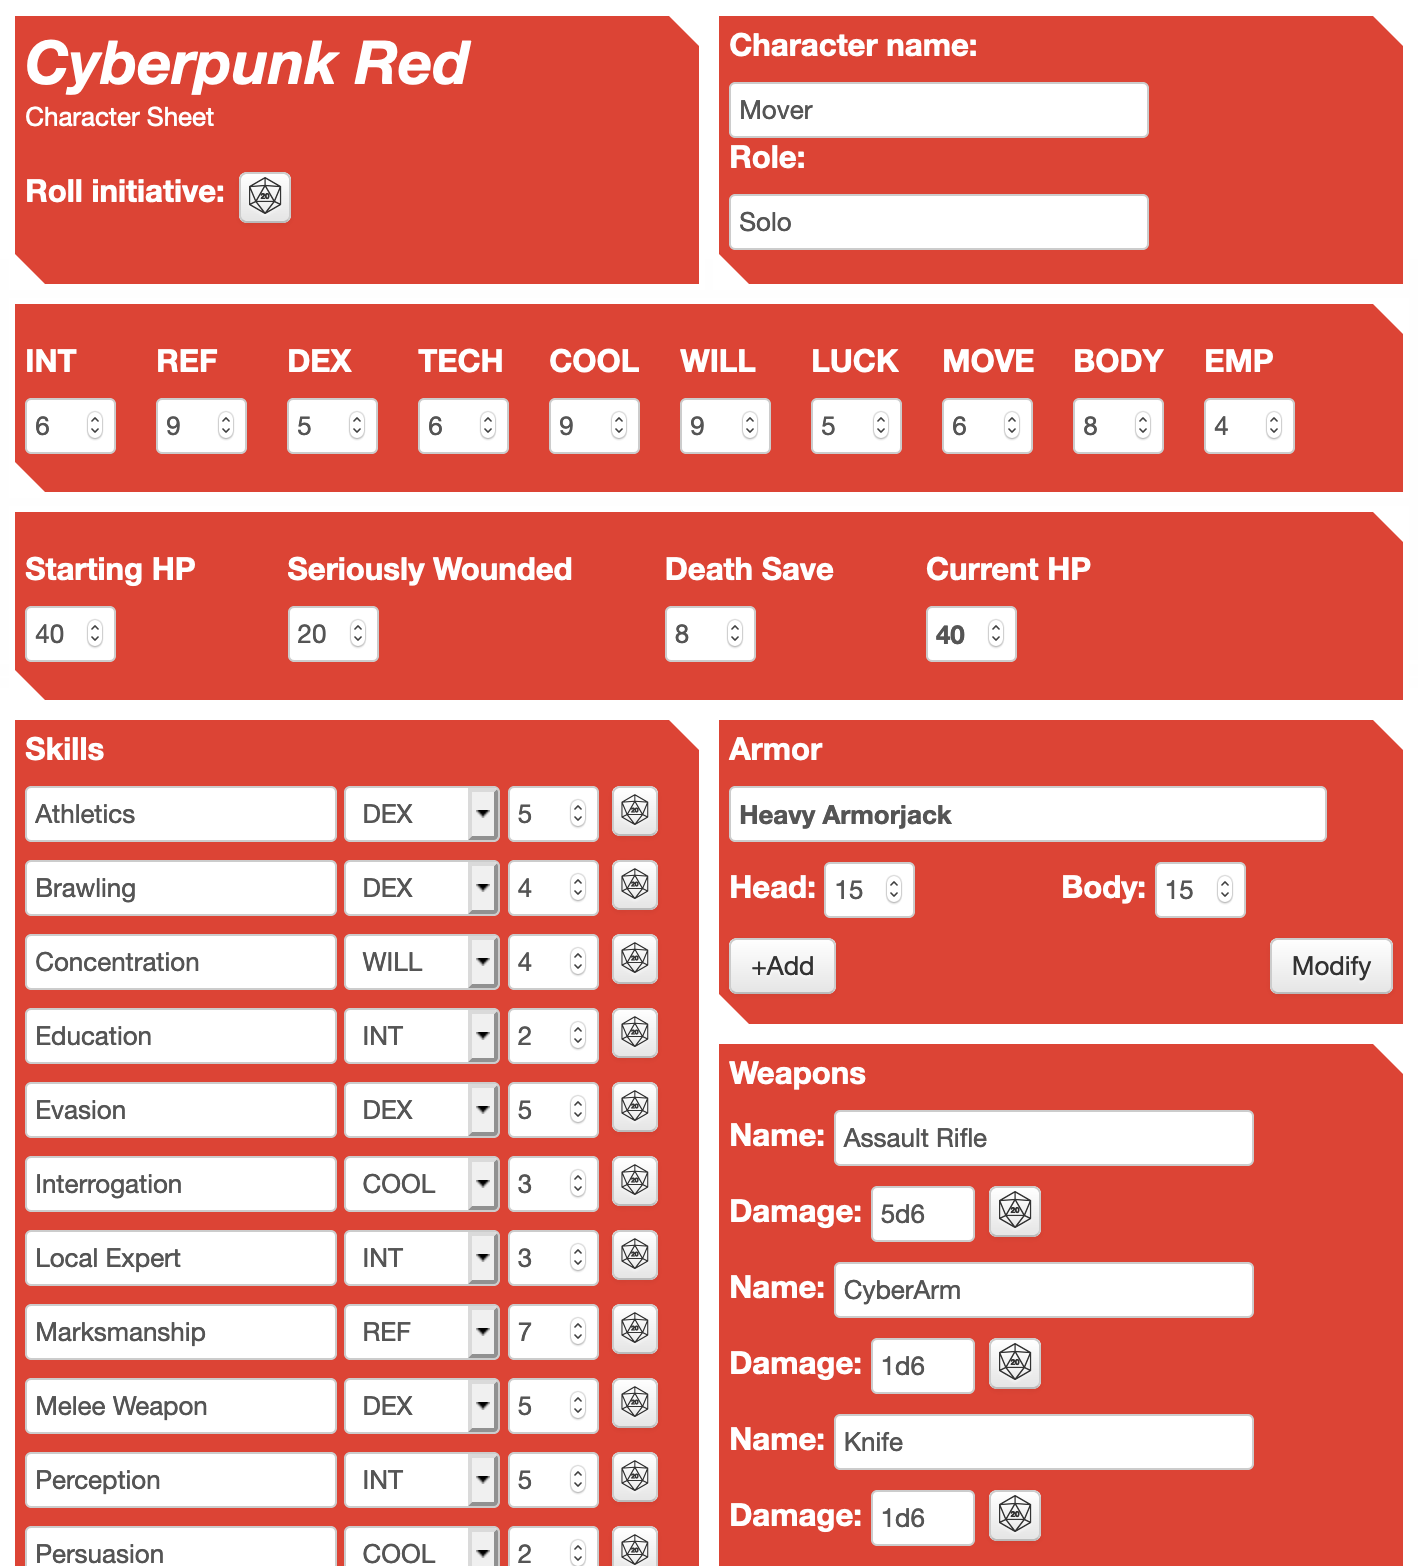 Cyberpunk Red
Character Sheet
Roll initiative:
Character name:
Mover
Role:
Solo
INT REF DEX TECH COOL WILL LUCK MOVE BODY EMP
6 9 5 6 9 9 5 6 8 4
Starting HP Seriously Wounded Death Save Current HP
40 20 8 40
Skills
Athletics DEX 5
Brawling DEX 4
Concentration WILL 4
Education INT 2
Evasion DEX 5
Interrogation COOL 3
Local Expert INT 3
Marksmanship REF 7
Melee Weapon DEX 5
Perception INT 5
Persuasion COOL 2
Armor
Heavy Armorjack
Head: 15 Body: 15
+Add Modify
Weapons
Name: Assault Rifle
Damage: 5d6
Name: CyberArm
Damage: 1d6
Name: Knife
Damage: 1d6